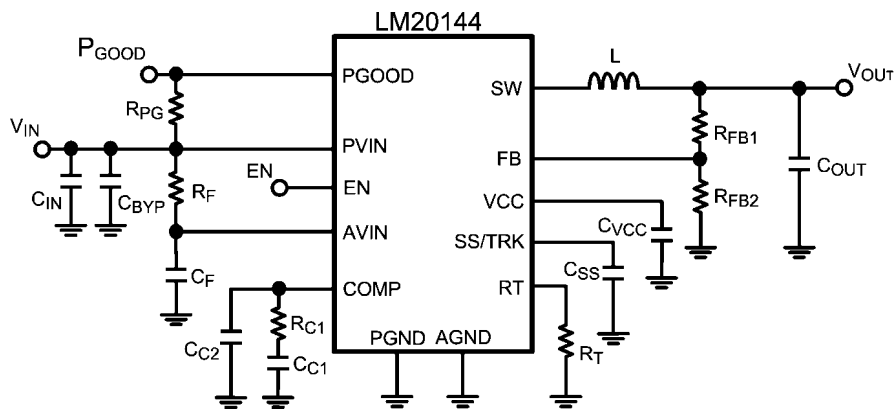 LM20144
PGOOD
PGOOD
SW
L
VOUT
RPG
RFB1
VIN
PVIN
FB
COUT
EN
EN
RF
RFB2
CIN
CBYP
VCC
CVCC
AVIN
SS/TRK
CF
CSS
COMP
RT
RC1
PGND
AGND
RT
CC2
CC1